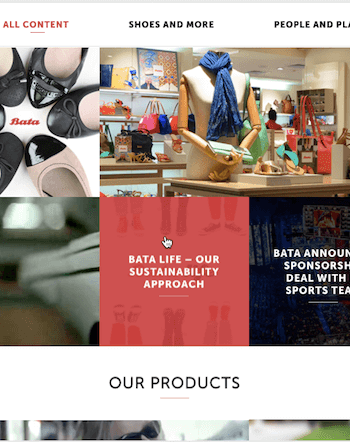 ALL CONTENT
SHOES AND MORE
PEOPLE AND PLA
Bata
BATA LIFE – OUR
SUSTAINABILITY
APPROACH
BATA ANNOUN
SPONSORSH
DEAL WITH
SPORTS TEA
OUR PRODUCTS